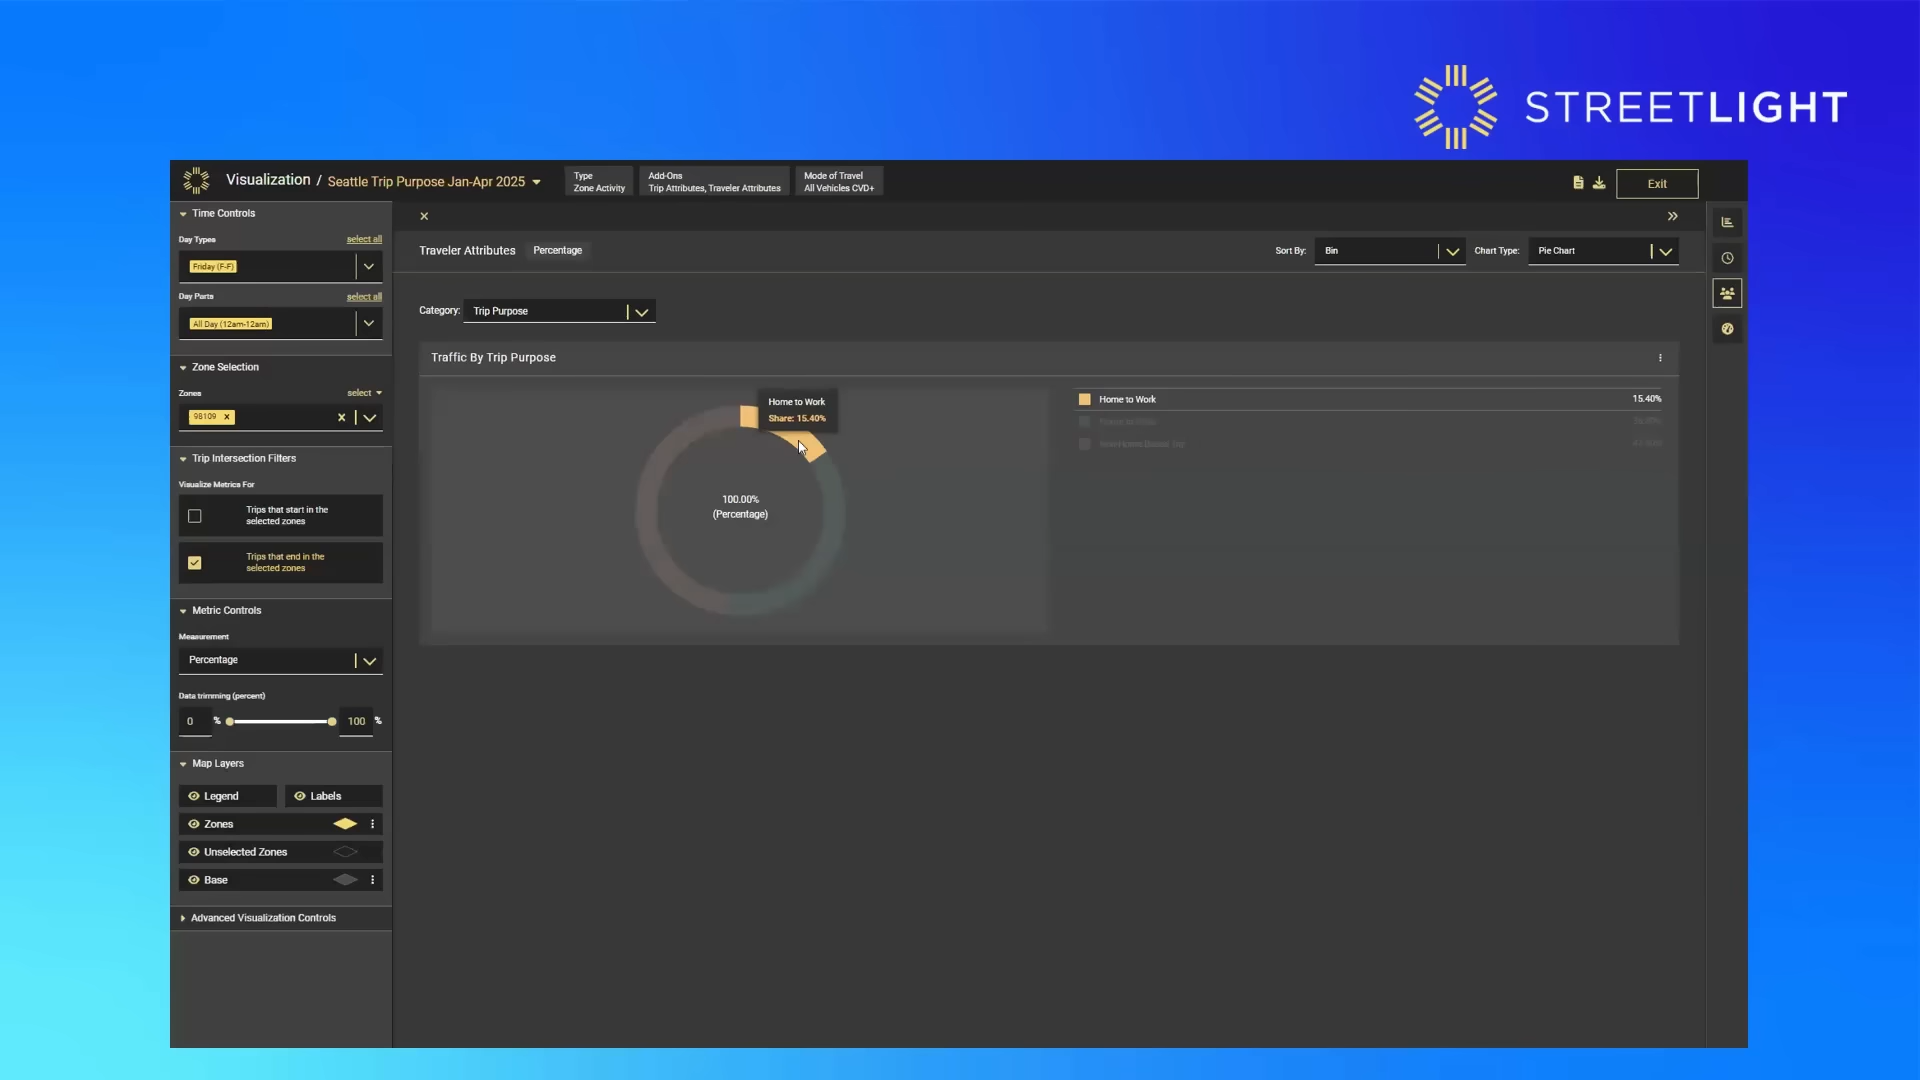 STREETLIGHT
Visualization / Seattle Trip Purpose Jan-Apr 2025
Type
Zone Activity
Add-Ons
Trip Attributes, Traveler Attributes
Mode of Travel
All Vehicles CVD+
Exit
Time Controls
Day Types
select all
Friday (F-F)
Day Parts
select all
All Day (12am-12am)
Zone Selection
Zones
select
98109 x
Trip Intersection Filters
Visualize Metrics For
Trips that start in the
selected zones
Trips that end in the
selected zones
Metric Controls
Measurement
Percentage
Data trimming (percent)
0 %
100 %
Map Layers
Legend
Labels
Zones
Unselected Zones
Base
Advanced Visualization Controls
Traveler Attributes
Percentage
Sort By: Bin
Chart Type: Pie Chart
Category: Trip Purpose
Traffic By Trip Purpose
Home to Work
Share: 15.40%
100.00%
(Percentage)
Home to Work 15.40%